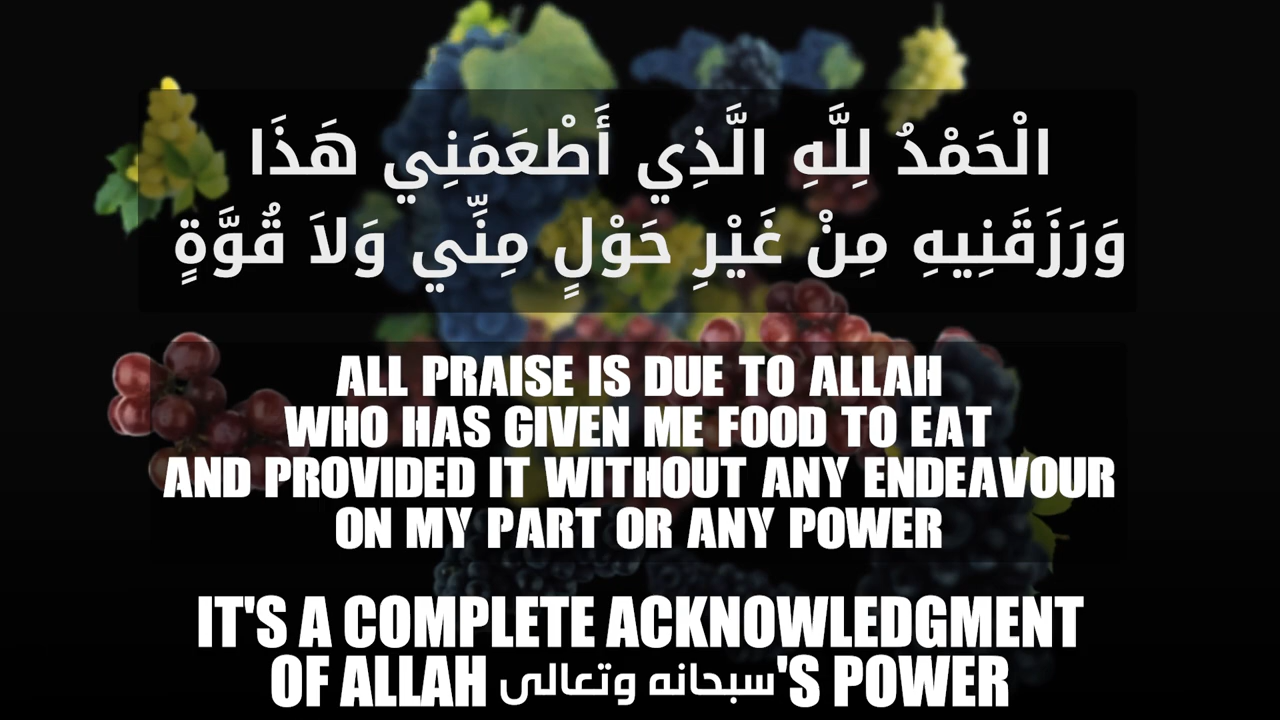 الْحَمْدُ لِلَّهِ الَّذِي أَطْعَمَنِي هَذَا
وَرَزَقَنِيهِ مِنْ غَيْرِ حَوْلٍ مِنِّي وَلاَ قُوَّةٍ
ALL PRAISE IS DUE TO ALLAH
WHO HAS GIVEN ME FOOD TO EAT
AND PROVIDED IT WITHOUT ANY ENDEAVOUR
ON MY PART OR ANY POWER
IT'S A COMPLETE ACKNOWLEDGMENT
OF ALLAH سبحانه وتعالى'S POWER